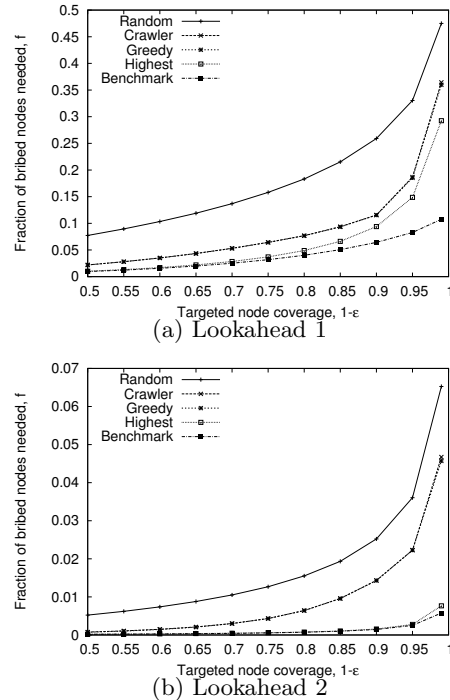 Fraction of bribed nodes needed, f
0.5
0.45
0.4
0.35
0.3
0.25
0.2
0.15
0.1
0.05
0
Random
Crawler
Greedy
Highest
Benchmark
0.5 0.55 0.6 0.65 0.7 0.75 0.8 0.85 0.9 0.95 1
Targeted node coverage, 1-ε
(a) Lookahead 1
Fraction of bribed nodes needed, f
0.07
0.06
0.05
0.04
0.03
0.02
0.01
0
Random
Crawler
Greedy
Highest
Benchmark
0.5 0.55 0.6 0.65 0.7 0.75 0.8 0.85 0.9 0.95 1
Targeted node coverage, 1-ε
(b) Lookahead 2